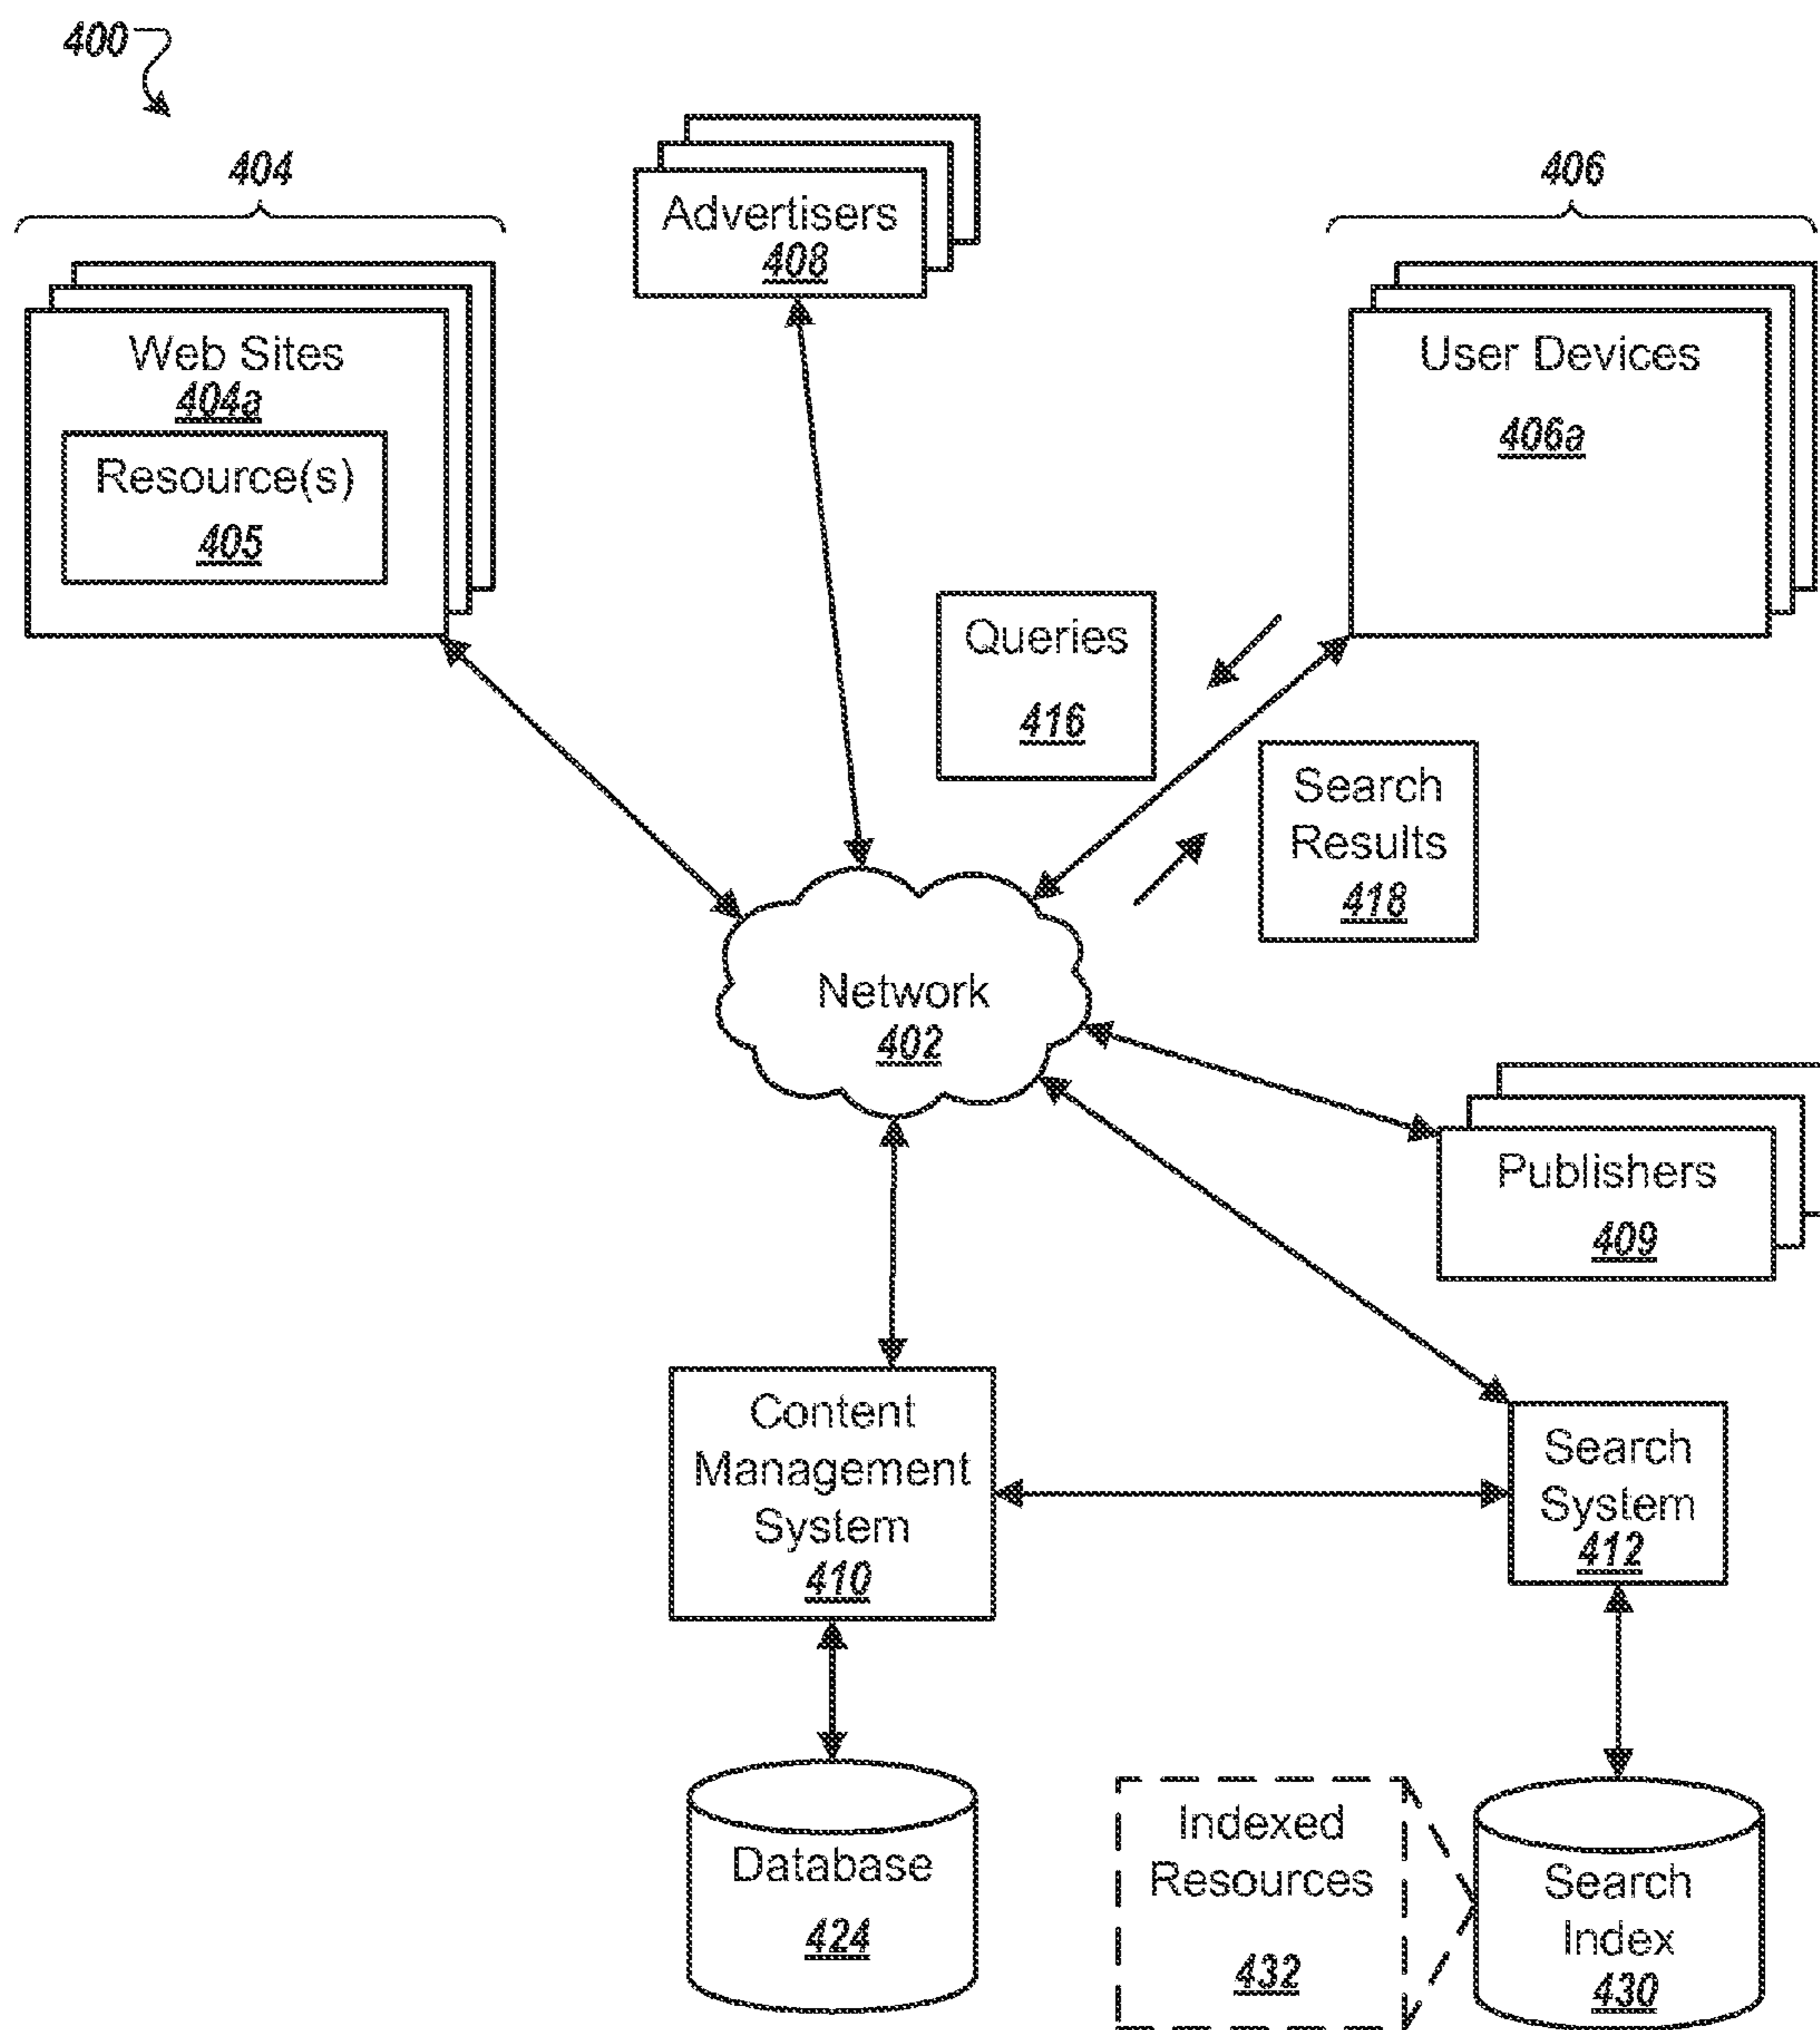 400
404
406
Advertisers
408
Web Sites
404a
Resource(s)
405
User Devices
406a
Queries
416
Search
Results
418
Network
402
Publishers
409
Content
Management
System
410
Search
System
412
Database
424
Indexed
Resources
432
Search
Index
430